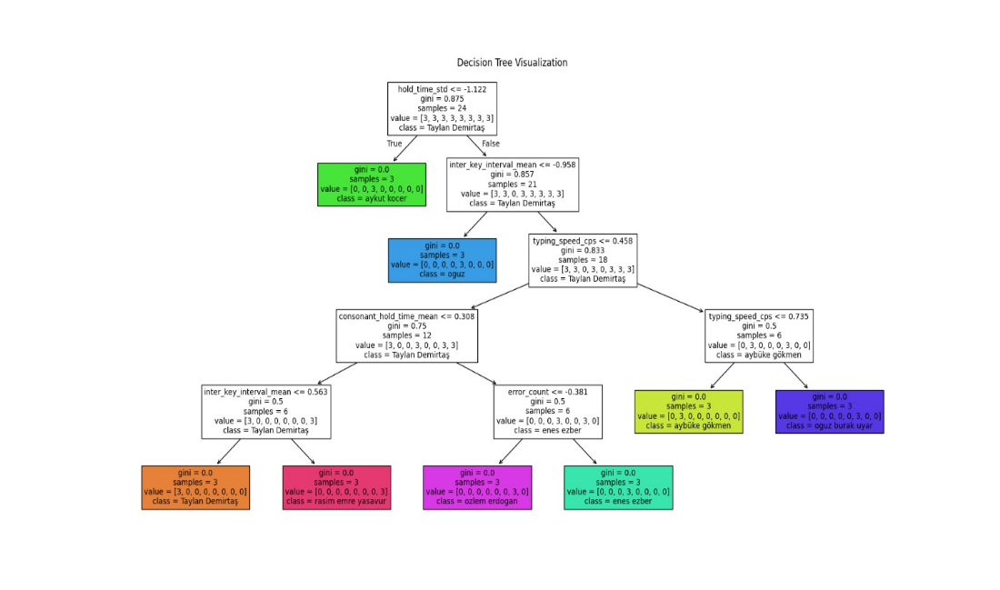 Decision Tree Visualization
hold_time_std <= -1.122
gini = 0.875
samples = 24
value = [3, 3, 3, 3, 3, 3, 3, 3]
class = Taylan Demirtaş
True
False
gini = 0.0
samples = 3
value = [0, 0, 3, 0, 0, 0, 0, 0]
class = aykut kocer
inter_key_interval_mean <= -0.958
gini = 0.857
samples = 21
value = [3, 3, 0, 3, 3, 3, 3, 3]
class = Taylan Demirtaş
gini = 0.0
samples = 3
value = [0, 0, 0, 0, 3, 0, 0, 0]
class = oguz
typing_speed_cps <= 0.458
gini = 0.833
samples = 18
value = [3, 3, 0, 3, 0, 3, 3, 3]
class = Taylan Demirtaş
consonant_hold_time_mean <= 0.308
gini = 0.75
samples = 12
value = [3, 0, 0, 3, 0, 0, 3, 3]
class = Taylan Demirtaş
typing_speed_cps <= 0.735
gini = 0.5
samples = 6
value = [0, 3, 0, 0, 0, 3, 0, 0]
class = aybüke gökmen
inter_key_interval_mean <= 0.563
gini = 0.5
samples = 6
value = [3, 0, 0, 0, 0, 0, 0, 3]
class = Taylan Demirtaş
error_count <= -0.381
gini = 0.5
samples = 6
value = [0, 0, 0, 3, 0, 0, 3, 0]
class = enes ezber
gini = 0.0
samples = 3
value = [0, 3, 0, 0, 0, 0, 0, 0]
class = aybüke gökmen
gini = 0.0
samples = 3
value = [0, 0, 0, 0, 0, 3, 0, 0]
class = oguz burak uyar
gini = 0.0
samples = 3
value = [3, 0, 0, 0, 0, 0, 0, 0]
class = Taylan Demirtaş
gini = 0.0
samples = 3
value = [0, 0, 0, 0, 0, 0, 0, 3]
class = rasim emre yasavur
gini = 0.0
samples = 3
value = [0, 0, 0, 0, 0, 0, 3, 0]
class = ozlem erdogan
gini = 0.0
samples = 3
value = [0, 0, 0, 3, 0, 0, 0, 0]
class = enes ezber